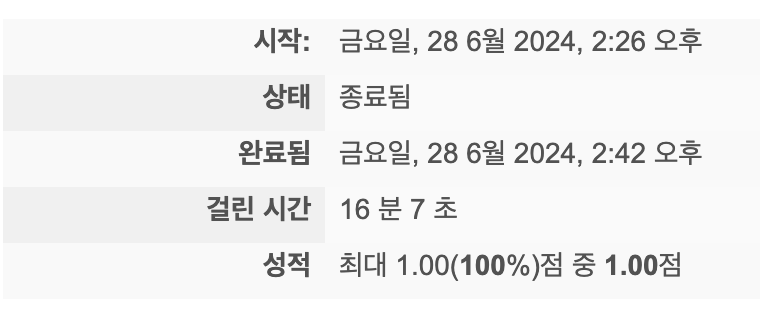 시작: 금요일, 28 6월 2024, 2:26 오후
상태 종료됨
완료됨 금요일, 28 6월 2024, 2:42 오후
걸린 시간 16 분 7 초
성적 최대 1.00(100%)점 중 1.00점